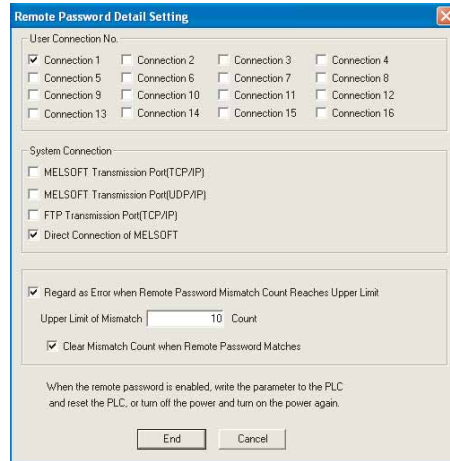 Remote Password Detail Setting
User Connection No.
Connection 1 Connection 2 Connection 3 Connection 4
Connection 5 Connection 6 Connection 7 Connection 8
Connection 9 Connection 10 Connection 11 Connection 12
Connection 13 Connection 14 Connection 15 Connection 16
System Connection
MELSOFT Transmission Port(TCP/IP)
MELSOFT Transmission Port(UDP/IP)
FTP Transmission Port(TCP/IP)
Direct Connection of MELSOFT
Regard as Error when Remote Password Mismatch Count Reaches Upper Limit
Upper Limit of Mismatch 10 Count
Clear Mismatch Count when Remote Password Matches
When the remote password is enabled, write the parameter to the PLC
and reset the PLC, or turn off the power and turn on the power again.
End Cancel